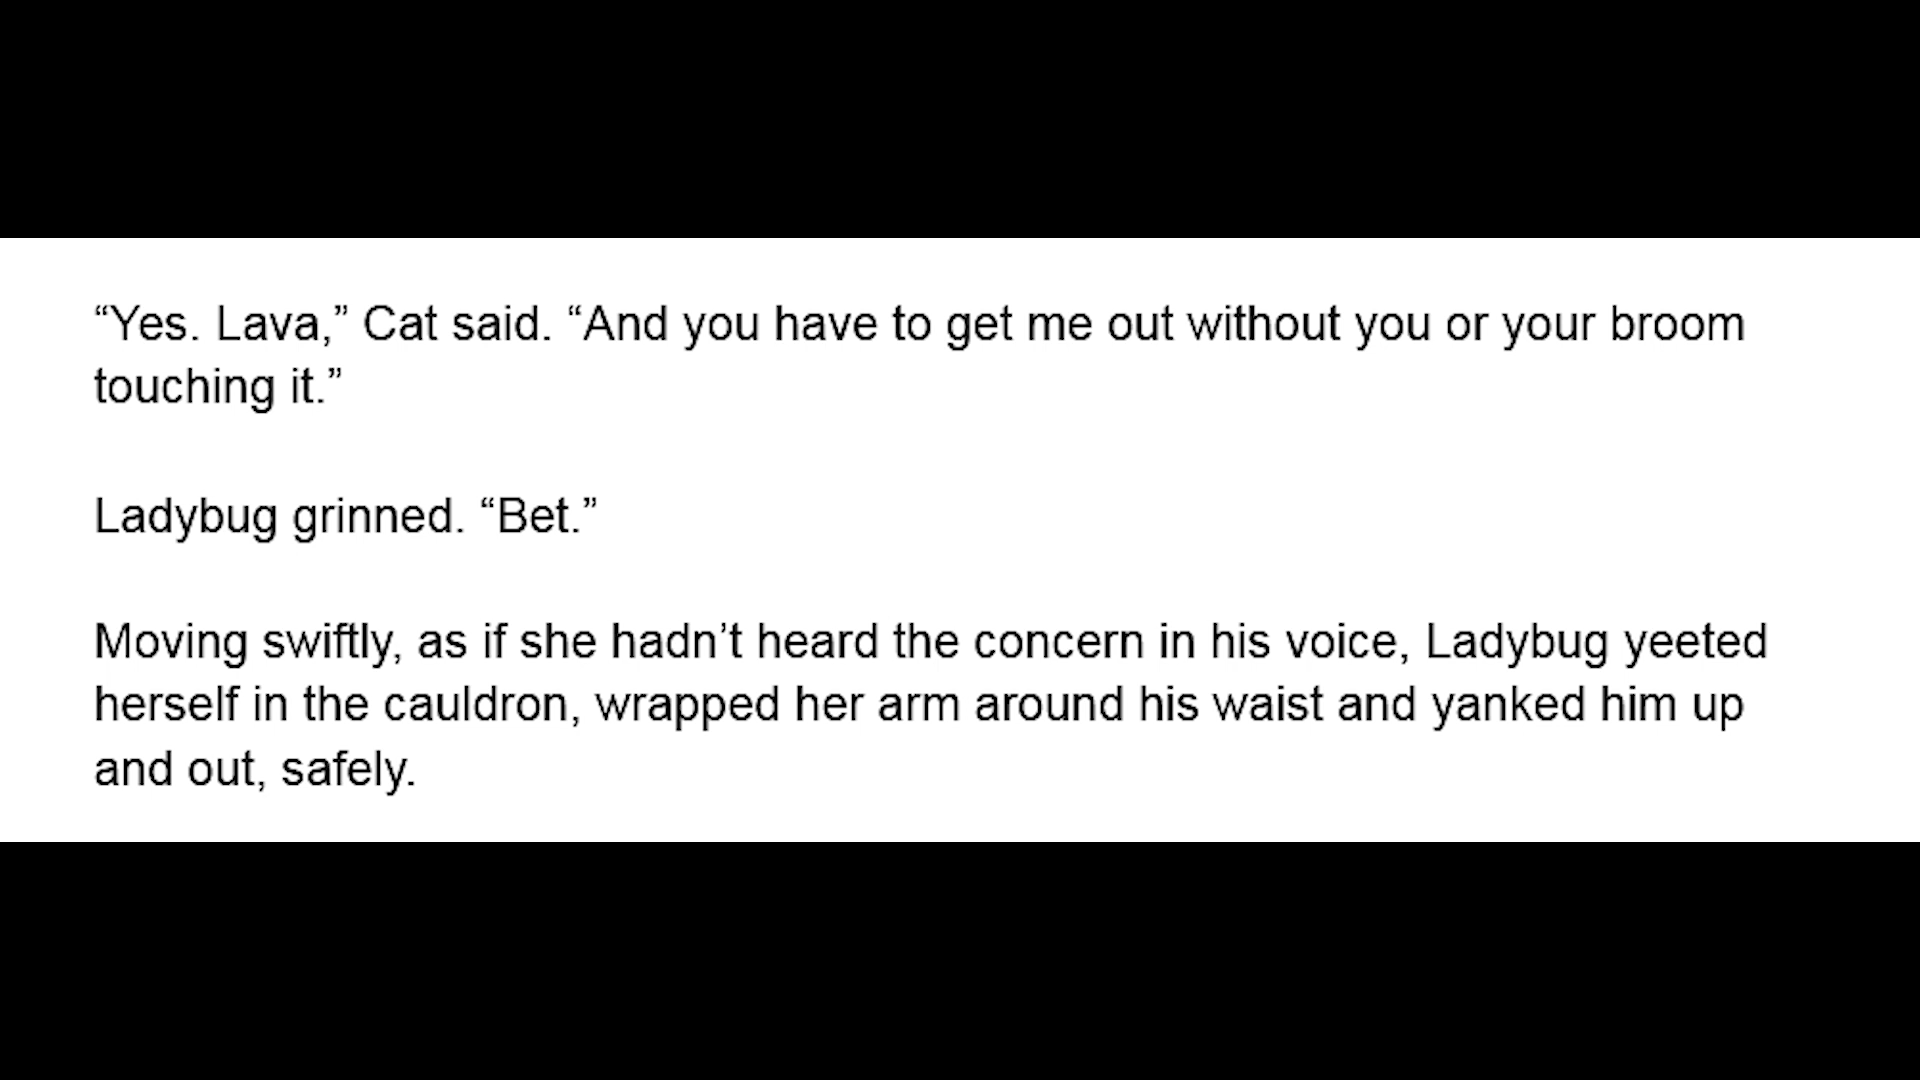 “Yes. Lava,” Cat said. “And you have to get me out without you or your broom
touching it.”
Ladybug grinned. “Bet.”
Moving swiftly, as if she hadn’t heard the concern in his voice, Ladybug yeeted
herself in the cauldron, wrapped her arm around his waist and yanked him up
and out, safely.